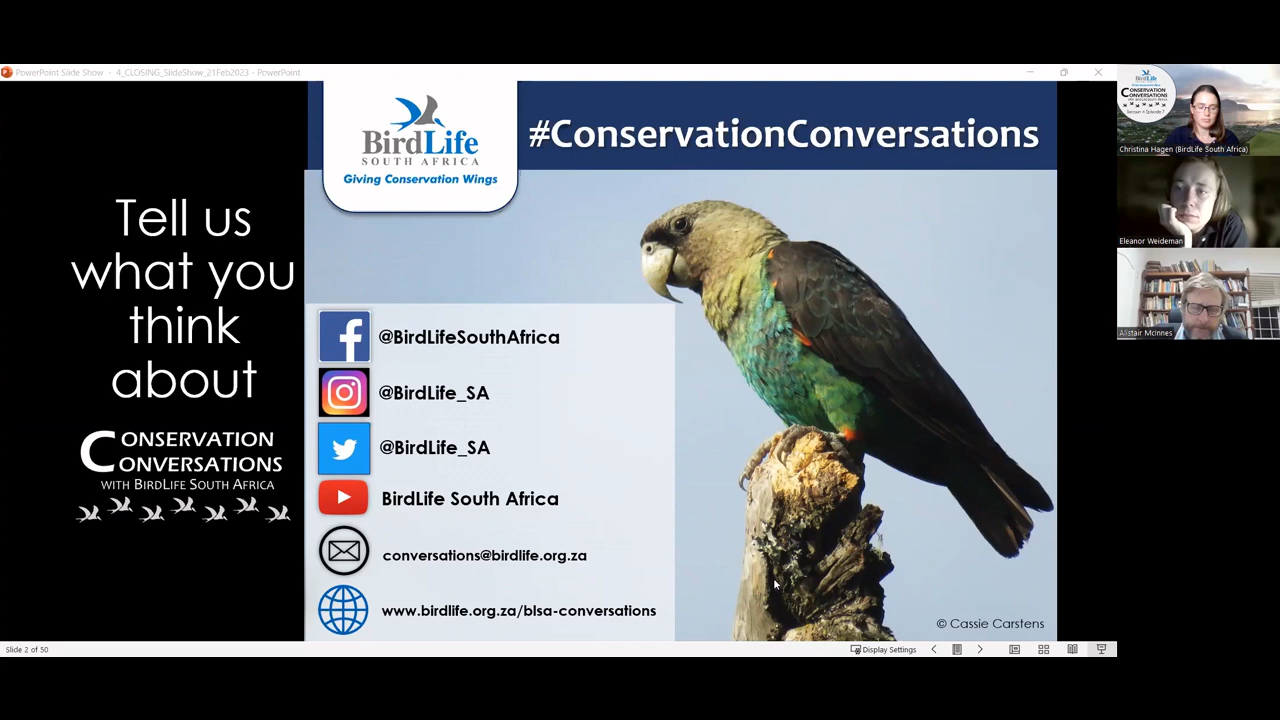 PowerPoint Slide Show - 4_CLOSING_SlideShow_21Feb2023 - PowerPoint
Tell us
what you
think
about
CONSERVATION
CONVERSATIONS
WITH BIRDLIFE SOUTH AFRICA
BirdLife
SOUTH AFRICA
Giving Conservation Wings
#ConservationConversations
@BirdLifeSouthAfrica
@BirdLife_SA
@BirdLife_SA
BirdLife South Africa
conversations@birdlife.org.za
www.birdlife.org.za/blsa-conversations
© Cassie Carstens
Slide 2 of 50
Display Settings
BirdLife
CONSERVATION
CONVERSATIONS
Christina Hagen (BirdLife South Africa)
Eleanor Weideman
Alistair McInnes